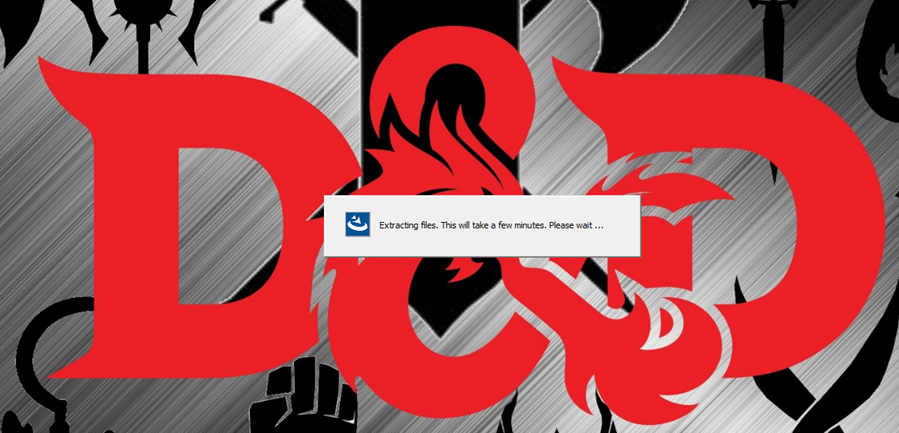 D&D
Extracting files. This will take a few minutes. Please wait ...